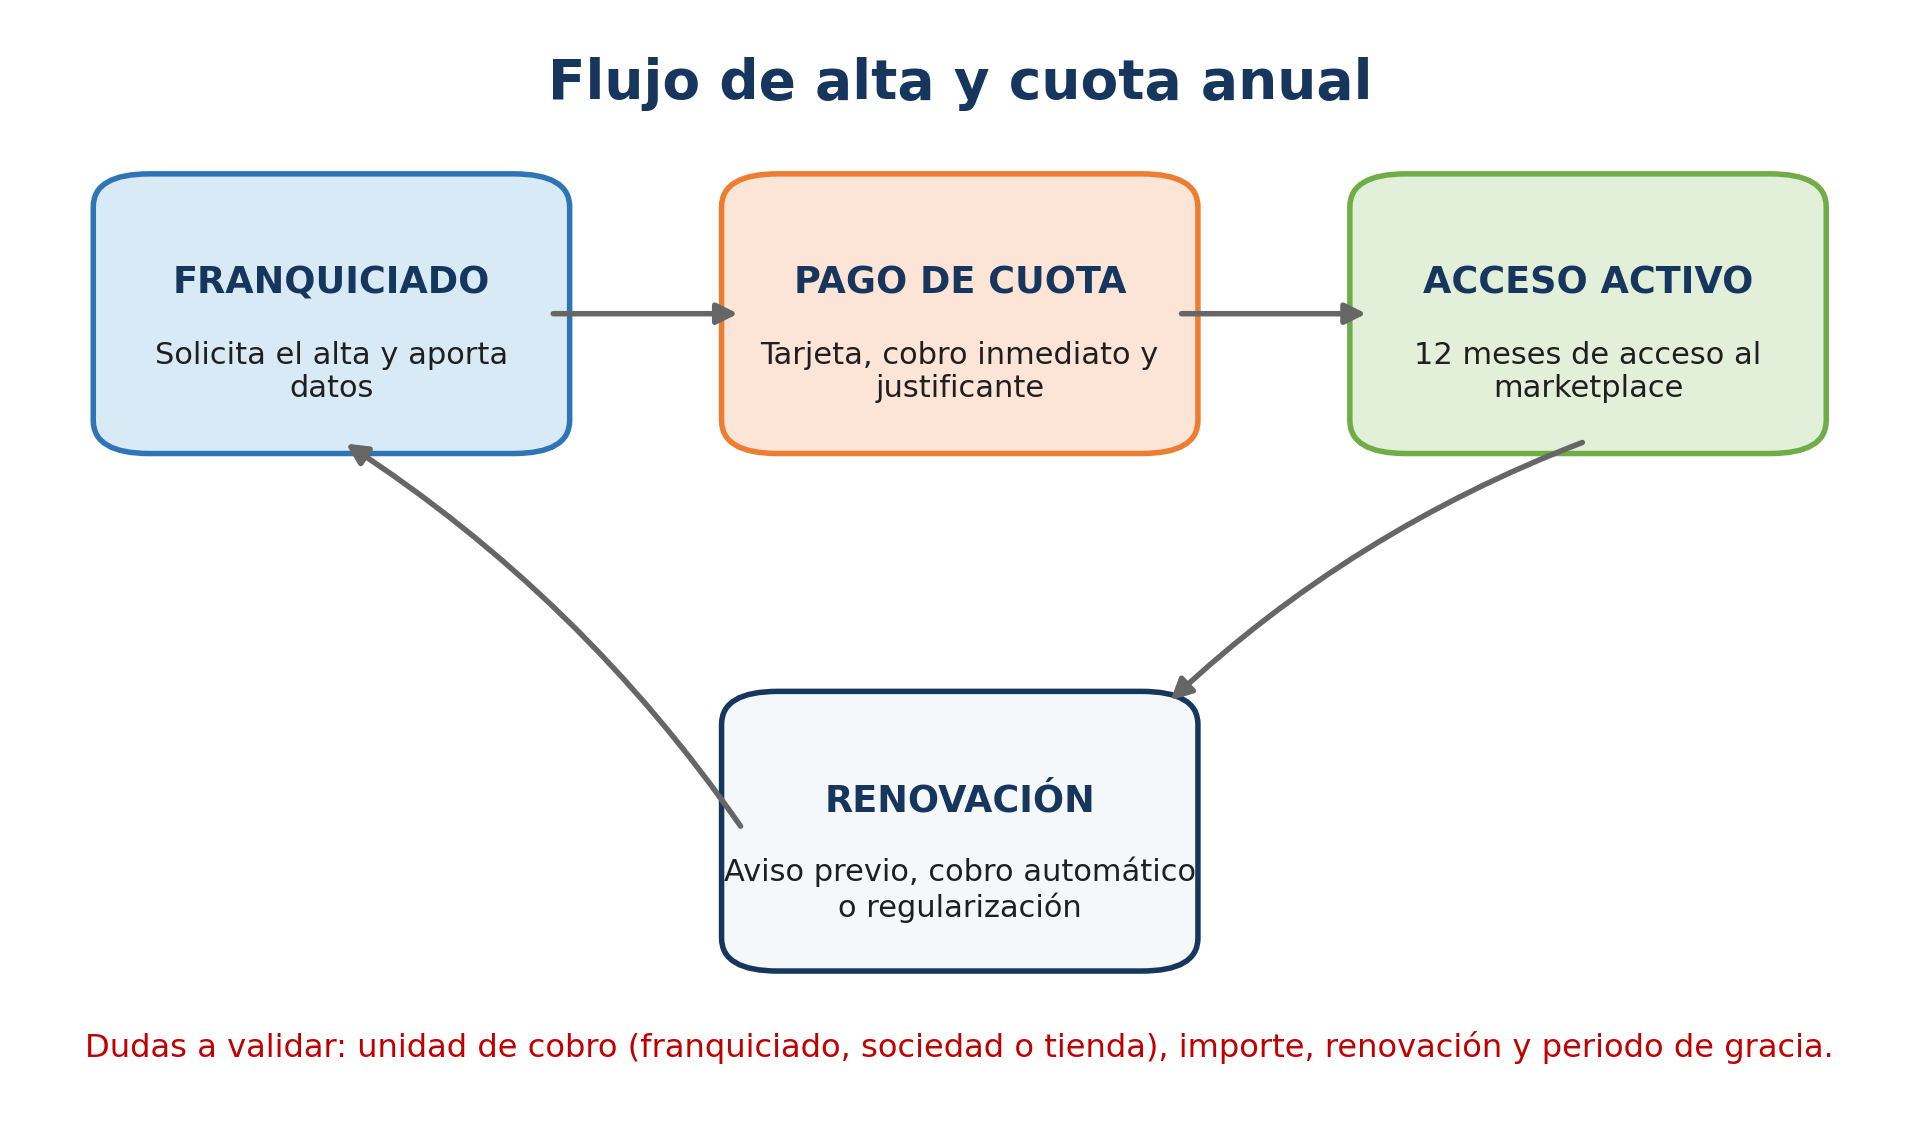 Flujo de alta y cuota anual
FRANQUICIADO
Solicita el alta y aporta
datos
PAGO DE CUOTA
Tarjeta, cobro inmediato y
justificante
ACCESO ACTIVO
12 meses de acceso al
marketplace
RENOVACIÓN
Aviso previo, cobro automático
o regularización
Dudas a validar: unidad de cobro (franquiciado, sociedad o tienda), importe, renovación y periodo de gracia.